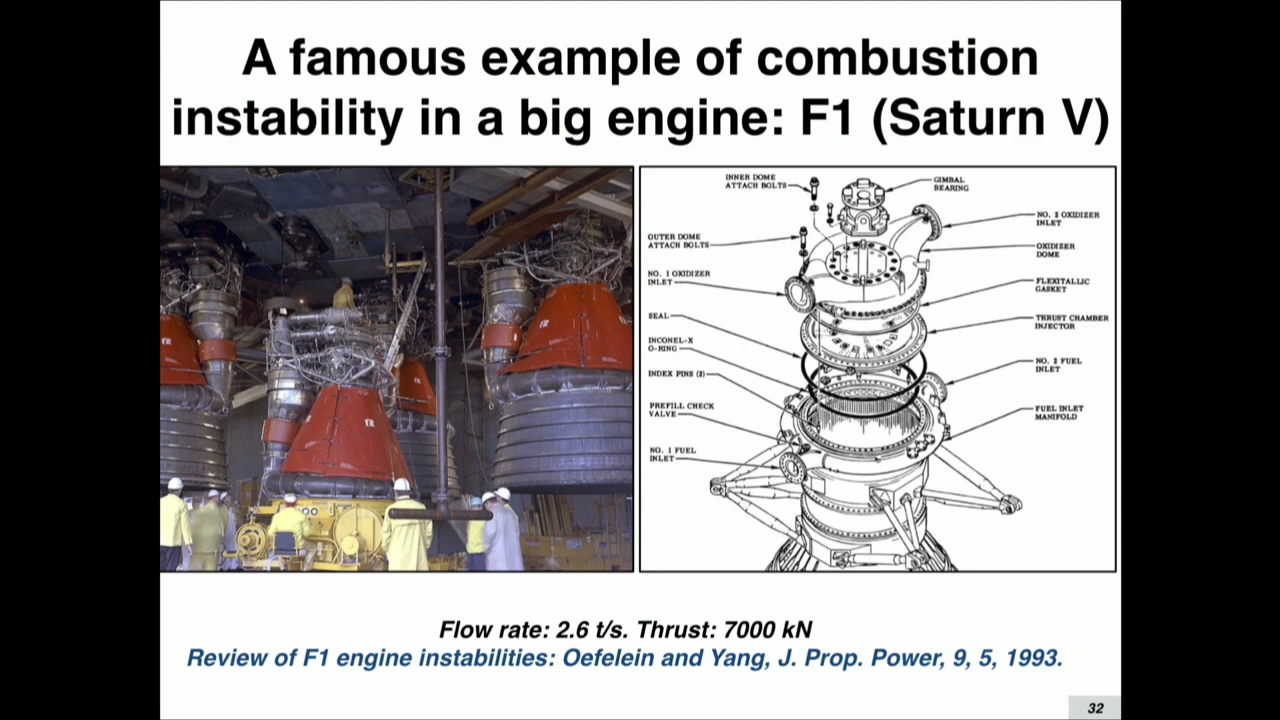 A famous example of combustion
instability in a big engine: F1 (Saturn V)
INNER DOME
ATTACH BOLTS
GIMBAL
BEARING
NO. 2 OXIDIZER
INLET
OUTER DOME
ATTACH BOLTS
OXIDIZER
DOME
NO. 1 OXIDIZER
INLET
FLEXITALLIC
GASKET
SEAL
THRUST CHAMBER
INJECTOR
INCONEL-X
O-RING
NO. 2 FUEL
INLET
INDEX PINS (2)
PREFILL CHECK
VALVE
FUEL INLET
MANIFOLD
NO. 1 FUEL
INLET
Flow rate: 2.6 t/s. Thrust: 7000 kN
Review of F1 engine instabilities: Oefelein and Yang, J. Prop. Power, 9, 5, 1993.
32